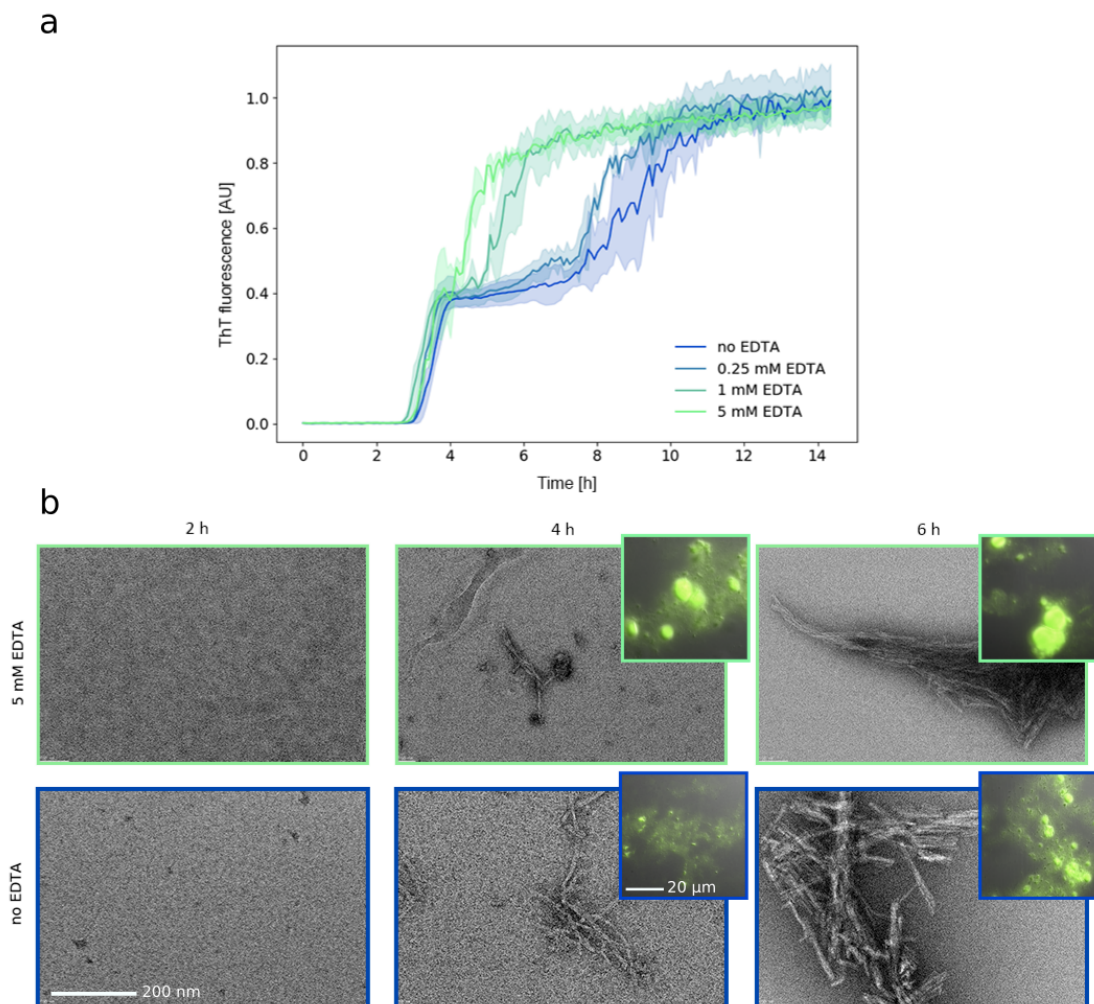 a
1.0
0.8
0.6
0.4
0.2
0.0
ThT fluorescence [AU]
no EDTA
0.25 mM EDTA
1 mM EDTA
5 mM EDTA
0 2 4 6 8 10 12 14
Time [h]
b
2 h 4 h 6 h
5 mM EDTA
no EDTA
20 μm
200 nm